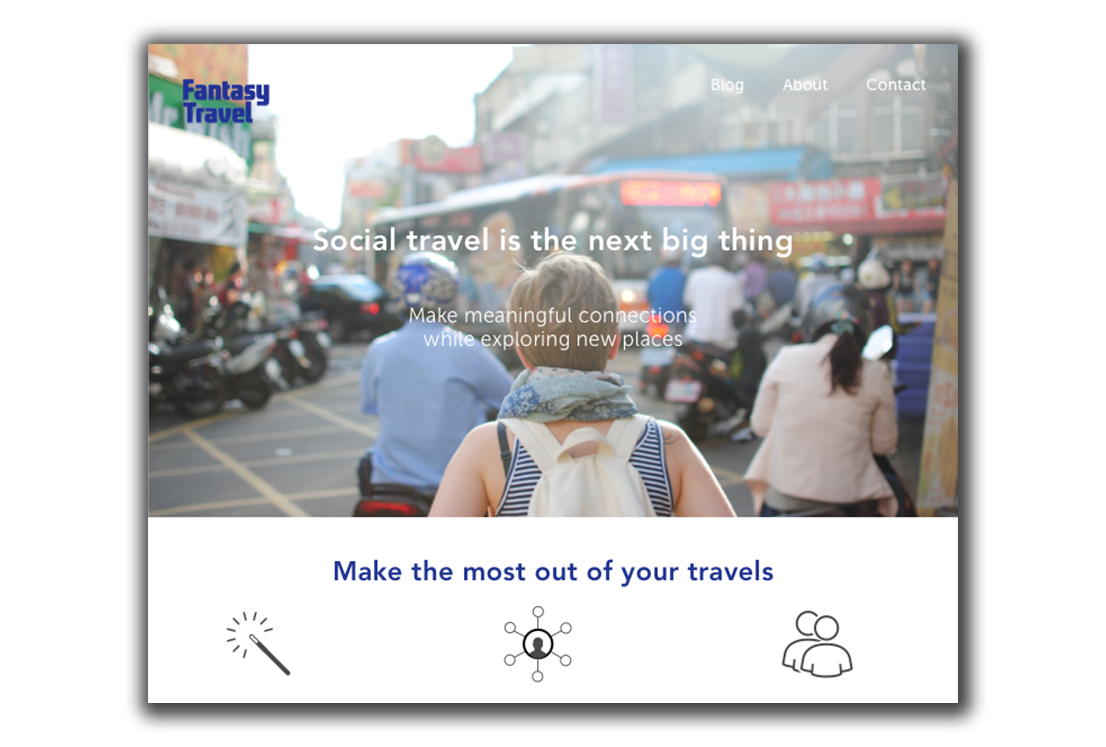 Fantasy
Travel
Blog About Contact
Social travel is the next big thing
Make meaningful connections
while exploring new places
Make the most out of your travels